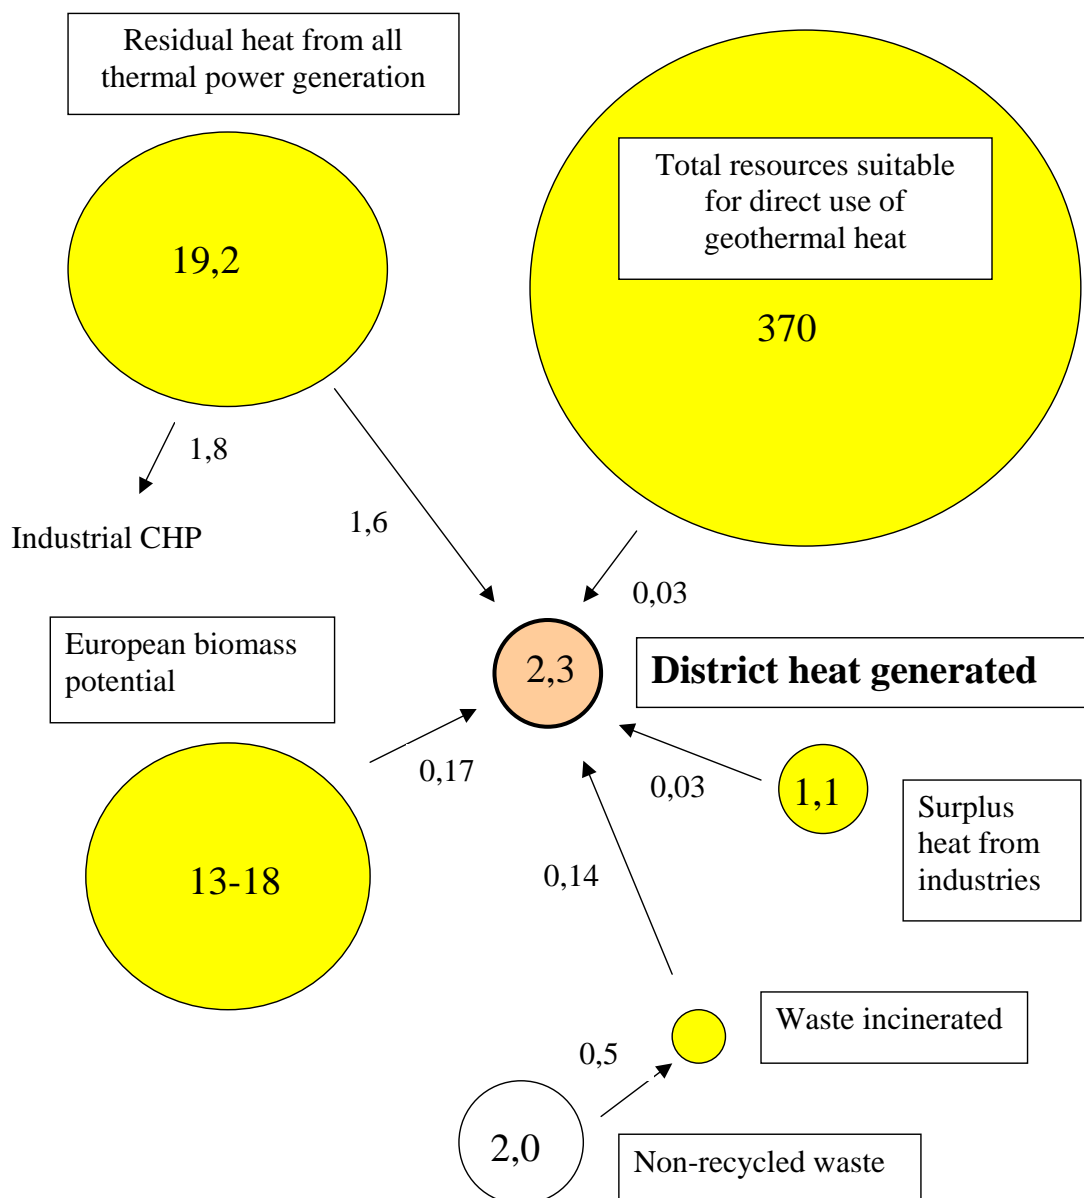 Residual heat from all
thermal power generation
19,2
Total resources suitable
for direct use of
geothermal heat
370
1,8
Industrial CHP
1,6
0,03
European biomass
potential
2,3
District heat generated
0,17
0,03
1,1
Surplus
heat from
industries
13-18
0,14
Waste incinerated
0,5
2,0
Non-recycled waste